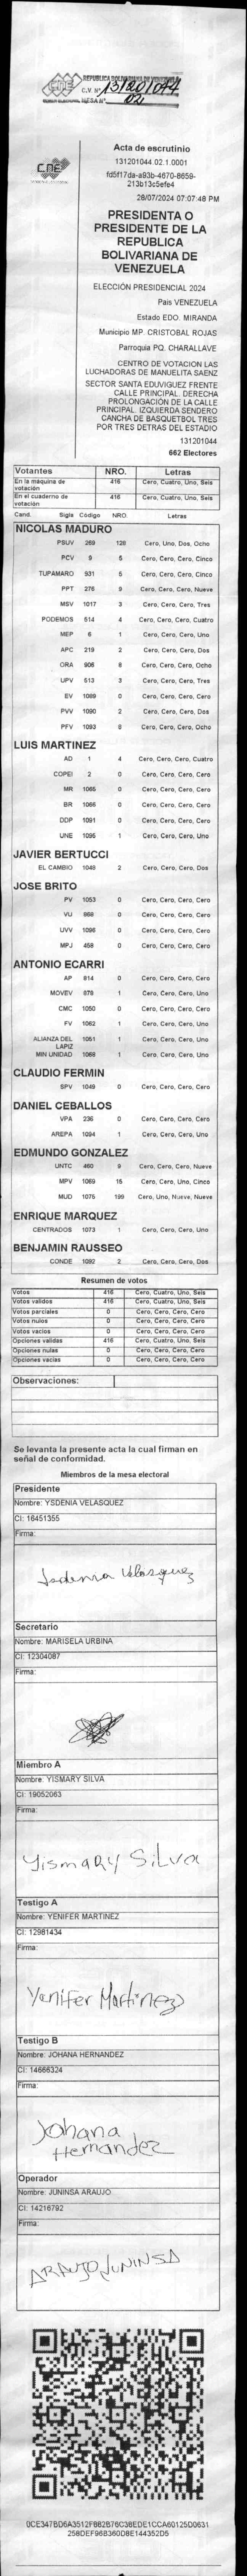 REPUBLICA BOLIVARIANA DE VENEZUELA
C.V. Nº 131201044
MESA Nº 02
CNE
Acta de escrutinio
131201044.02.1.0001
fd5f17da-a93b-4670-8659-
213b13c5efe4
28/07/2024 07:07:48 PM
PRESIDENTA O
PRESIDENTE DE LA
REPUBLICA
BOLIVARIANA DE
VENEZUELA
ELECCIÓN PRESIDENCIAL 2024
Pais VENEZUELA
Estado EDO. MIRANDA
Municipio MP. CRISTOBAL ROJAS
Parroquia PQ. CHARALLAVE
CENTRO DE VOTACION LAS
LUCHADORAS DE MANUELITA SAENZ
SECTOR SANTA EDUVIGUEZ FRENTE
CALLE PRINCIPAL. DERECHA
PROLONGACIÓN DE LA CALLE
PRINCIPAL. IZQUIERDA SENDERO
CANCHA DE BASQUETBOL TRES
POR TRES DETRAS DEL ESTADIO
131201044
662 Electores
Votantes NRO. Letras
En la máquina de votación 416 Cero, Cuatro, Uno, Seis
En el cuaderno de votación 416 Cero, Cuatro, Uno, Seis
Cand. Sigla Código NRO. Letras
NICOLAS MADURO
PSUV 269 128 Cero, Uno, Dos, Ocho
PCV 9 5 Cero, Cero, Cero, Cinco
TUPAMARO 931 5 Cero, Cero, Cero, Cinco
PPT 276 9 Cero, Cero, Cero, Nueve
MSV 1017 3 Cero, Cero, Cero, Tres
PODEMOS 514 4 Cero, Cero, Cero, Cuatro
MEP 6 1 Cero, Cero, Cero, Uno
APC 219 2 Cero, Cero, Cero, Dos
ORA 906 8 Cero, Cero, Cero, Ocho
UPV 513 3 Cero, Cero, Cero, Tres
EV 1089 0 Cero, Cero, Cero, Cero
PVV 1090 2 Cero, Cero, Cero, Dos
PFV 1093 8 Cero, Cero, Cero, Ocho
LUIS MARTINEZ
AD 1 4 Cero, Cero, Cero, Cuatro
COPEI 2 0 Cero, Cero, Cero, Cero
MR 1065 0 Cero, Cero, Cero, Cero
BR 1066 0 Cero, Cero, Cero, Cero
DDP 1091 0 Cero, Cero, Cero, Cero
UNE 1095 1 Cero, Cero, Cero, Uno
JAVIER BERTUCCI
EL CAMBIO 1048 2 Cero, Cero, Cero, Dos
JOSE BRITO
PV 1053 0 Cero, Cero, Cero, Cero
VU 868 0 Cero, Cero, Cero, Cero
UVV 1096 0 Cero, Cero, Cero, Cero
MPJ 458 0 Cero, Cero, Cero, Cero
ANTONIO ECARRI
AP 814 0 Cero, Cero, Cero, Cero
MOVEV 879 1 Cero, Cero, Cero, Uno
CMC 1050 0 Cero, Cero, Cero, Cero
FV 1062 1 Cero, Cero, Cero, Uno
ALIANZA DEL LAPIZ 1051 1 Cero, Cero, Cero, Uno
MIN UNIDAD 1068 1 Cero, Cero, Cero, Uno
CLAUDIO FERMIN
SPV 1049 0 Cero, Cero, Cero, Cero
DANIEL CEBALLOS
VPA 236 0 Cero, Cero, Cero, Cero
AREPA 1094 1 Cero, Cero, Cero, Uno
EDMUNDO GONZALEZ
UNTC 460 9 Cero, Cero, Cero, Nueve
MPV 1069 15 Cero, Cero, Uno, Cinco
MUD 1075 199 Cero, Uno, Nueve, Nueve
ENRIQUE MARQUEZ
CENTRADOS 1073 1 Cero, Cero, Cero, Uno
BENJAMIN RAUSSEO
CONDE 1092 2 Cero, Cero, Cero, Dos
Resumen de votos
Votos 416 Cero, Cuatro, Uno, Seis
Votos validos 416 Cero, Cuatro, Uno, Seis
Votos parciales 0 Cero, Cero, Cero, Cero
Votos nulos 0 Cero, Cero, Cero, Cero
Votos vacios 0 Cero, Cero, Cero, Cero
Opciones validas 416 Cero, Cuatro, Uno, Seis
Opciones nulas 0 Cero, Cero, Cero, Cero
Opciones vacias 0 Cero, Cero, Cero, Cero
Observaciones:
Se levanta la presente acta la cual firman en
señal de conformidad.
Miembros de la mesa electoral
Presidente
Nombre: YSDENIA VELASQUEZ
CI: 16451355
Firma:
Isdenia Velasquez
Secretario
Nombre: MARISELA URBINA
CI: 12304087
Firma:
Miembro A
Nombre: YISMARY SILVA
CI: 19052063
Firma:
Yismary Silva
Testigo A
Nombre: YENIFER MARTINEZ
CI: 12981434
Firma:
Yenifer Martinez
Testigo B
Nombre: JOHANA HERNANDEZ
CI: 14666324
Firma:
Johana
Hernandez
Operador
Nombre: JUNINSA ARAUJO
CI: 14216792
Firma:
ARAUJO JUNINSA
0CE347BD6A3512F882B76C38EDE1CCA60125D0631
258DEF96B360D8E144352D5